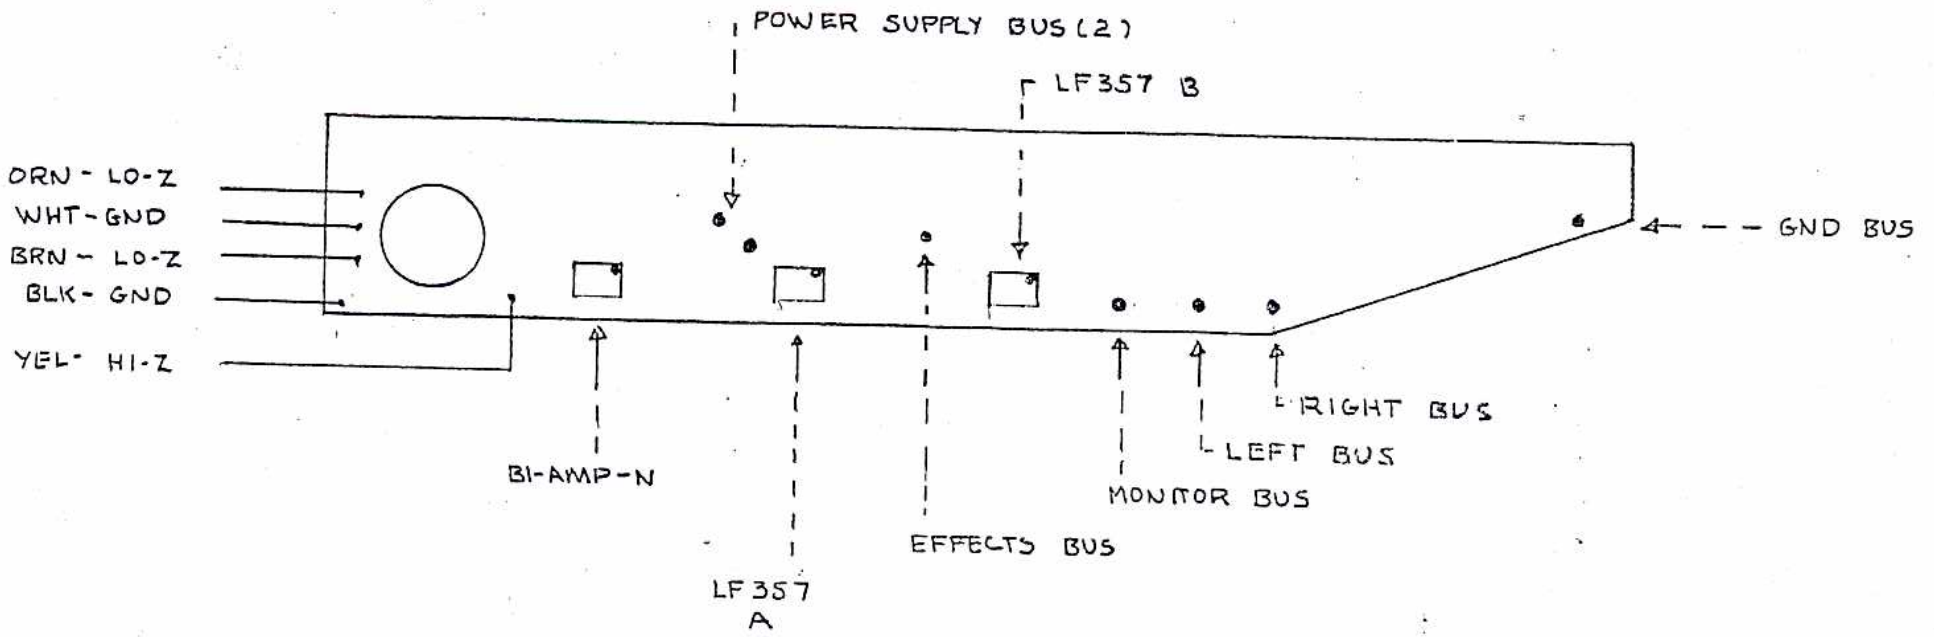 POWER SUPPLY BUS (2)
LF357 B
ORN - LO-Z
WHT - GND
BRN - LO-Z
BLK - GND
YEL - HI-Z
GND BUS
RIGHT BUS
LEFT BUS
BI-AMP-N
MONITOR BUS
EFFECTS BUS
LF357
A